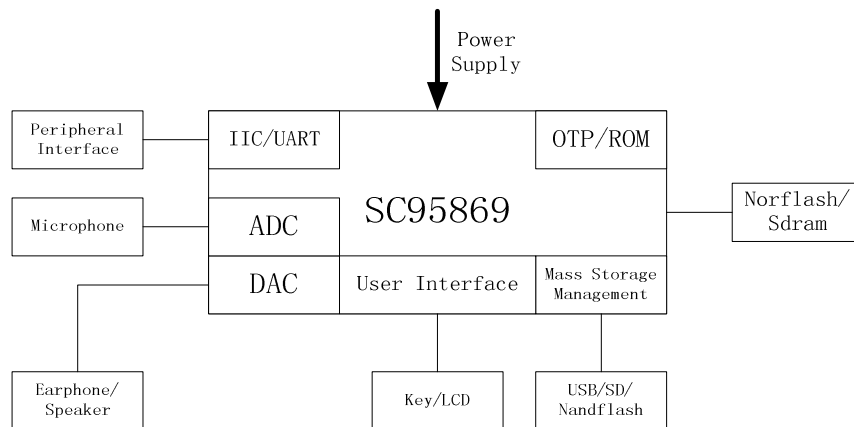 Power
Supply
Peripheral
Interface
IIC/UART
OTP/ROM
Microphone
ADC
SC95869
Norflash/
Sdram
DAC
User Interface
Mass Storage
Management
Earphone/
Speaker
Key/LCD
USB/SD/
Nandflash